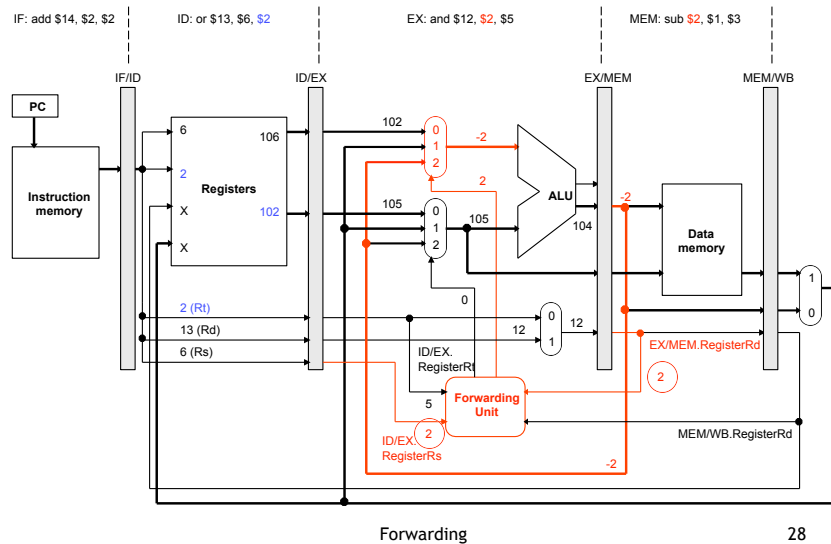 IF: add $14, $2, $2
ID: or $13, $6, $2
EX: and $12, $2, $5
MEM: sub $2, $1, $3
IF/ID
ID/EX
EX/MEM
MEM/WB
PC
Instruction
memory
6
2
X
X
Registers
106
102
102
0
1
2
-2
2
105
0
1
2
105
0
ALU
104
-2
Data
memory
1
0
2 (Rt)
13 (Rd)
6 (Rs)
12
0
1
12
ID/EX.
RegisterRt
5
2
ID/EX.
RegisterRs
Forwarding
Unit
EX/MEM.RegisterRd
2
MEM/WB.RegisterRd
-2
Forwarding
28